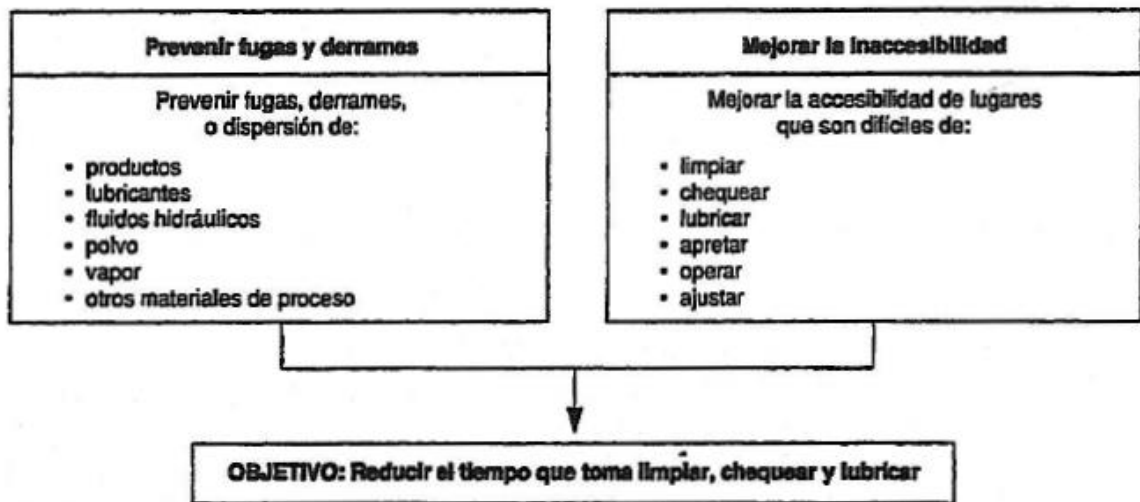 Prevenir fugas y derrames
Prevenir fugas, derrames,
o dispersión de:
• productos
• lubricantes
• fluidos hidráulicos
• polvo
• vapor
• otros materiales de proceso
Mejorar la inaccesibilidad
Mejorar la accesibilidad de lugares
que son difíciles de:
• limpiar
• chequear
• lubricar
• apretar
• operar
• ajustar
OBJETIVO: Reducir el tiempo que toma limpiar, chequear y lubricar